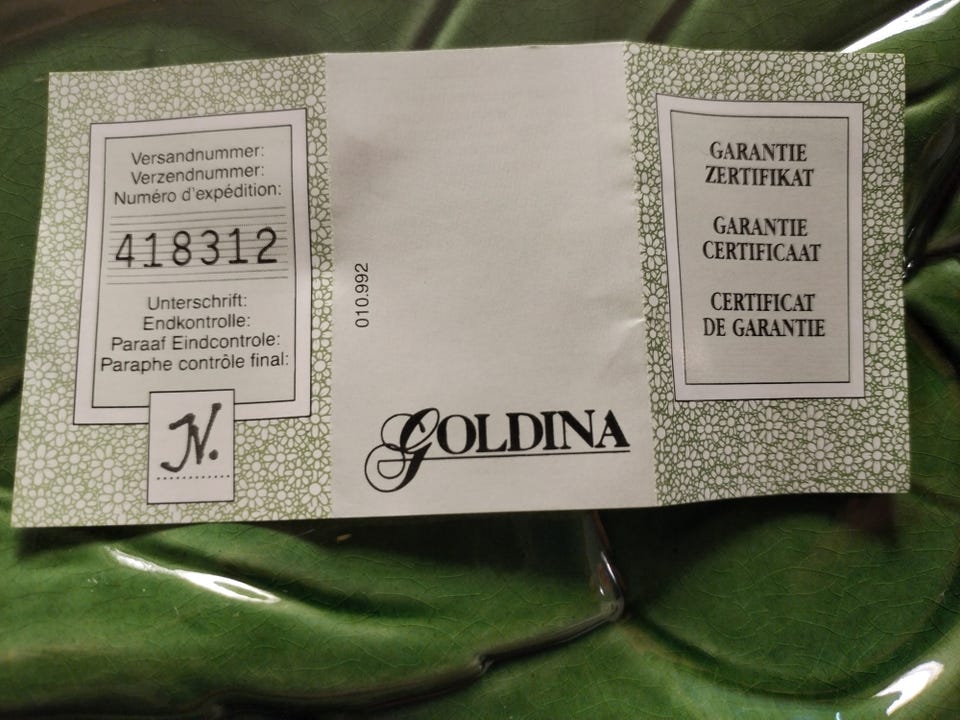 Versandnummer:
Verzendnummer:
Numéro d'expédition:
418312
Unterschrift:
Endkontrolle:
Paraaf Eindcontrole:
Paraphe contrôle final:
N.
010.992
GOLDINA
GARANTIE
ZERTIFIKAT
GARANTIE
CERTIFICAAT
CERTIFICAT
DE GARANTIE